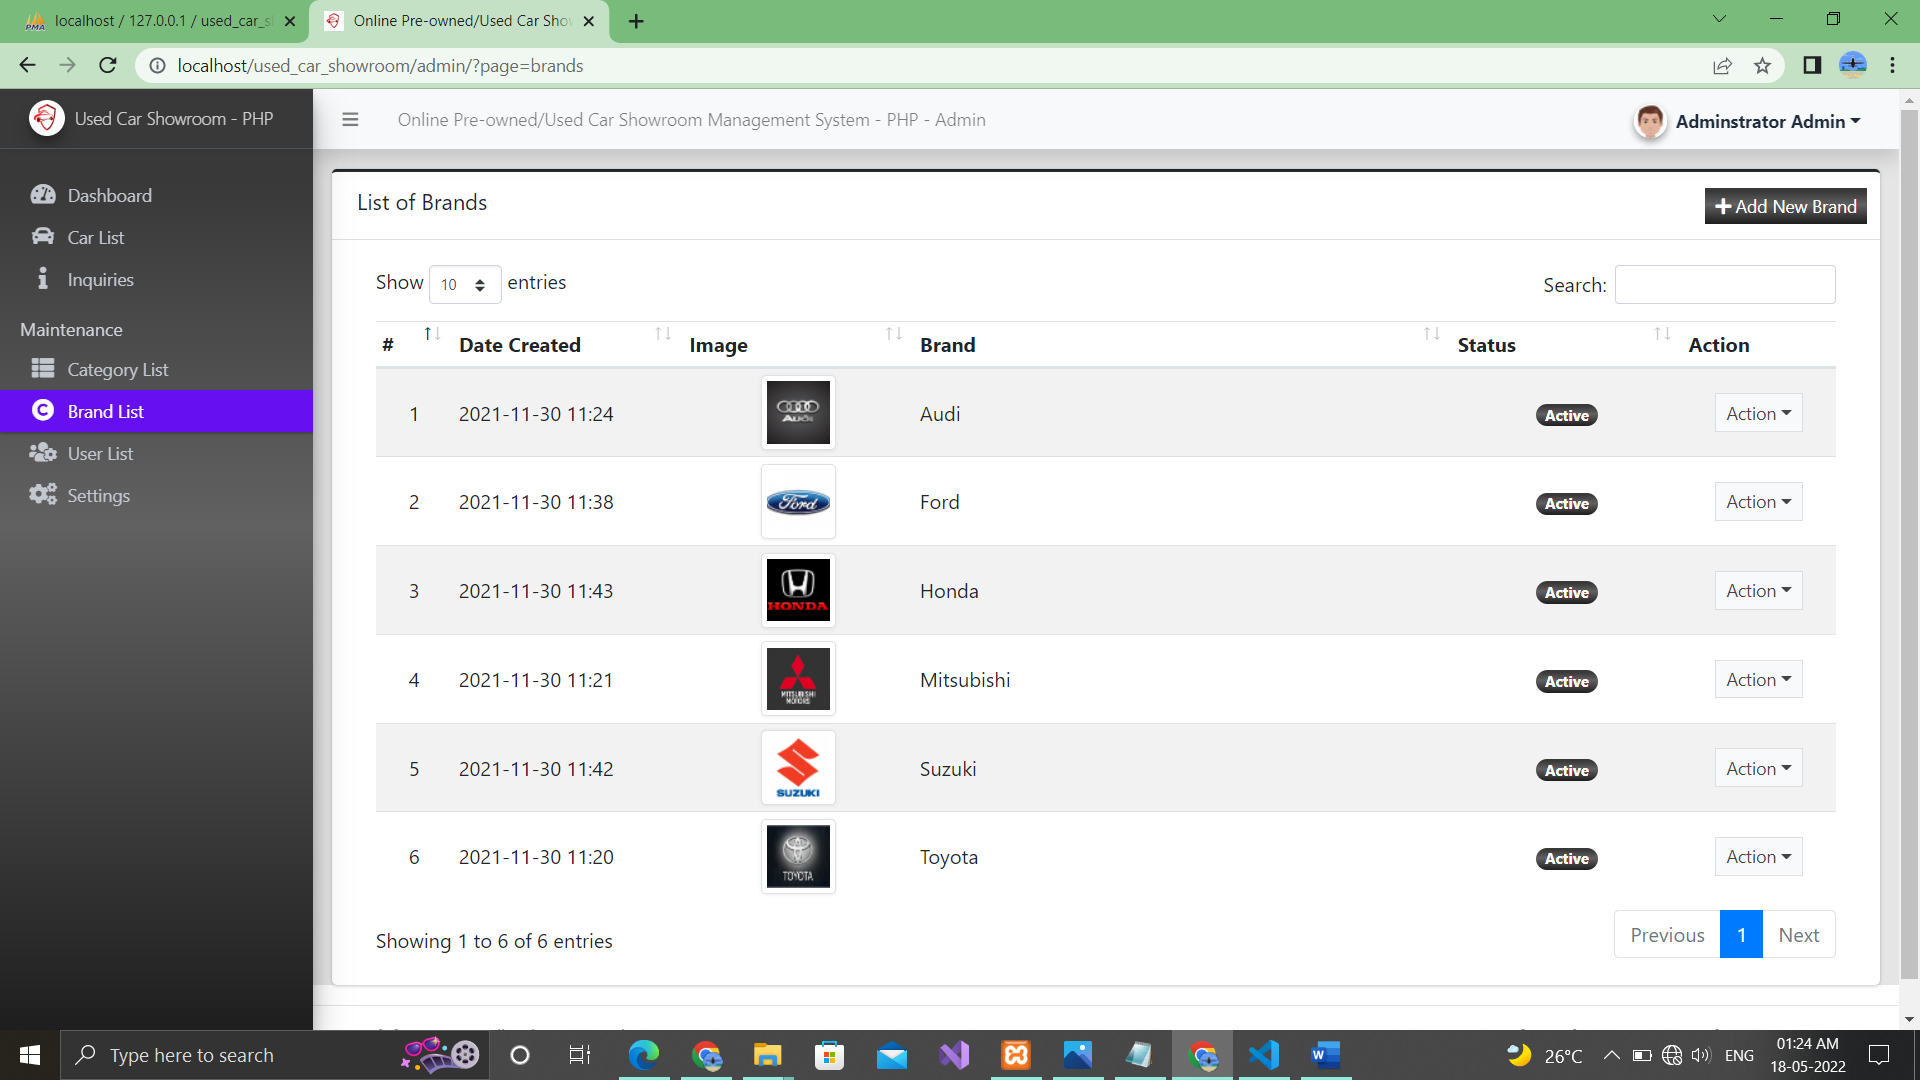 localhost / 127.0.0.1 / used_car_s
Online Pre-owned/Used Car Show
localhost/used_car_showroom/admin/?page=brands
Used Car Showroom - PHP
Online Pre-owned/Used Car Showroom Management System - PHP - Admin
Adminstrator Admin
Dashboard
Car List
Inquiries
Maintenance
Category List
Brand List
User List
Settings
List of Brands
Add New Brand
Show 10 entries
Search:
# Date Created Image Brand Status Action
1 2021-11-30 11:24 Audi Audi Active Action
2 2021-11-30 11:38 Ford Ford Active Action
3 2021-11-30 11:43 HONDA Honda Active Action
4 2021-11-30 11:21 MITSUBISHI MOTORS Mitsubishi Active Action
5 2021-11-30 11:42 SUZUKI Suzuki Active Action
6 2021-11-30 11:20 TOYOTA Toyota Active Action
Showing 1 to 6 of 6 entries
Previous 1 Next
Type here to search
26°C
ENG
01:24 AM
18-05-2022